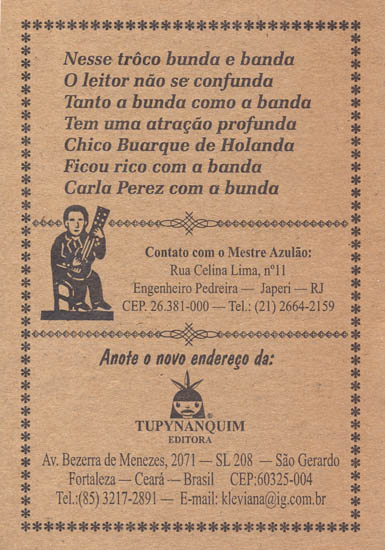 Nesse trôco bunda e banda
O leitor não se confunda
Tanto a bunda como a banda
Tem uma atração profunda
Chico Buarque de Holanda
Ficou rico com a banda
Carla Perez com a bunda
Contato com o Mestre Azulão:
Rua Celina Lima, nº11
Engenheiro Pedreira — Japeri — RJ
CEP. 26.381-000 — Tel.: (21) 2664-2159
Anote o novo endereço da:
®
TUPYNANQUIM
EDITORA
Av. Bezerra de Menezes, 2071 — SL 208 — São Gerardo
Fortaleza — Ceará — Brasil CEP:60325-004
Tel.:(85) 3217-2891 — E-mail: kleviana@ig.com.br